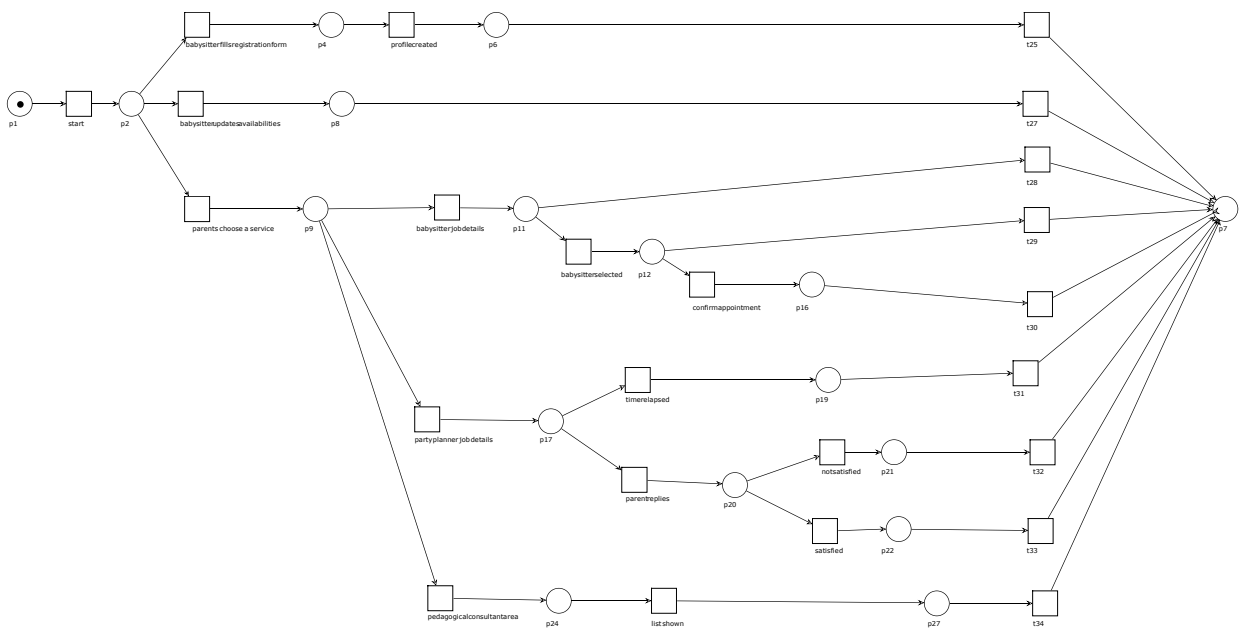 babysitterfillsregistrationform
p4
profilecreated
p6
t25
p1
start
p2
babysitterupdatesavailabilities
p8
t27
t28
parents choose a service
p9
babysitterjobdetails
p11
t29
p7
babysitterselected
p12
confirmappointment
p16
t30
timerelapsed
p19
t31
partyplannerjobdetails
p17
notsatisfied
p21
t32
parentreplies
p20
satisfied
p22
t33
pedagogicalconsultantarea
p24
listshown
p27
t34